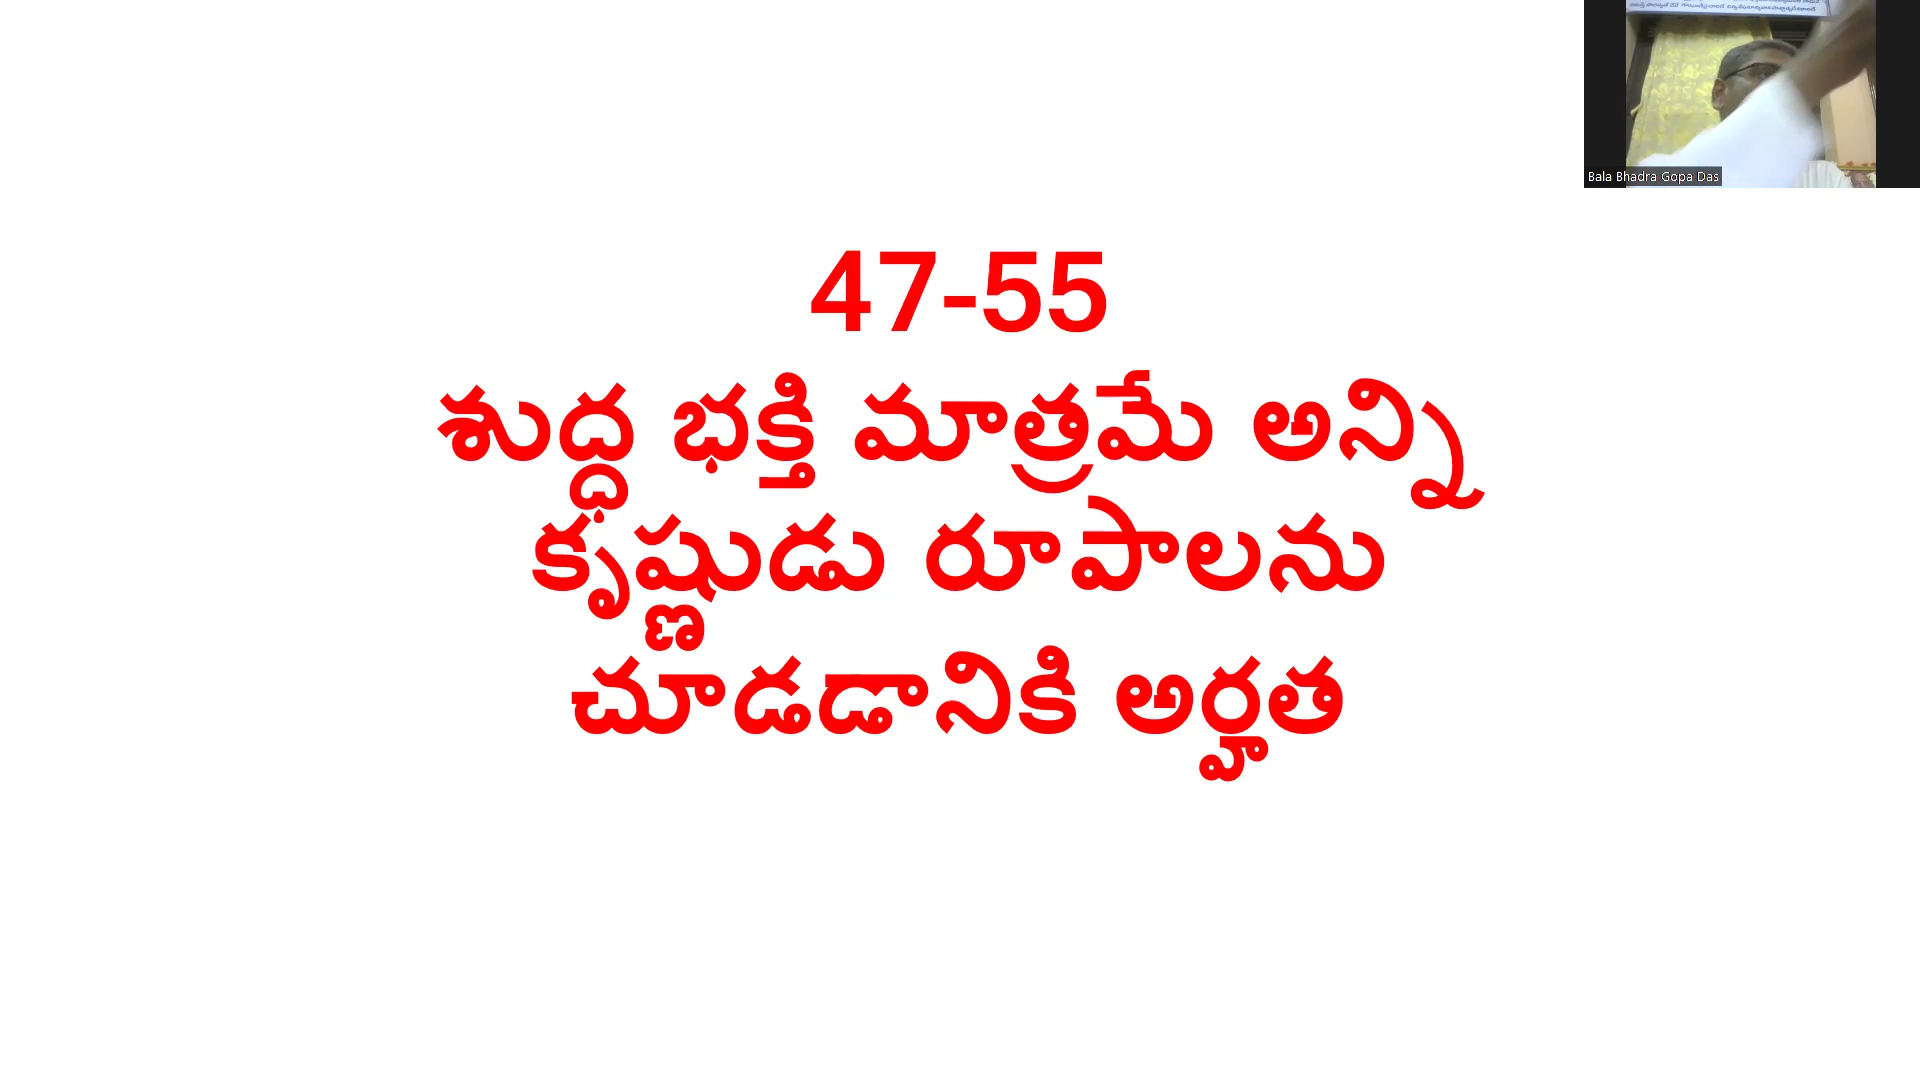 47-55
శుద్ధ భక్తి మాత్రమే అన్ని
కృష్ణుడు రూపాలను
చూడడానికి అర్హత
Bala Bhadra Gopa Das